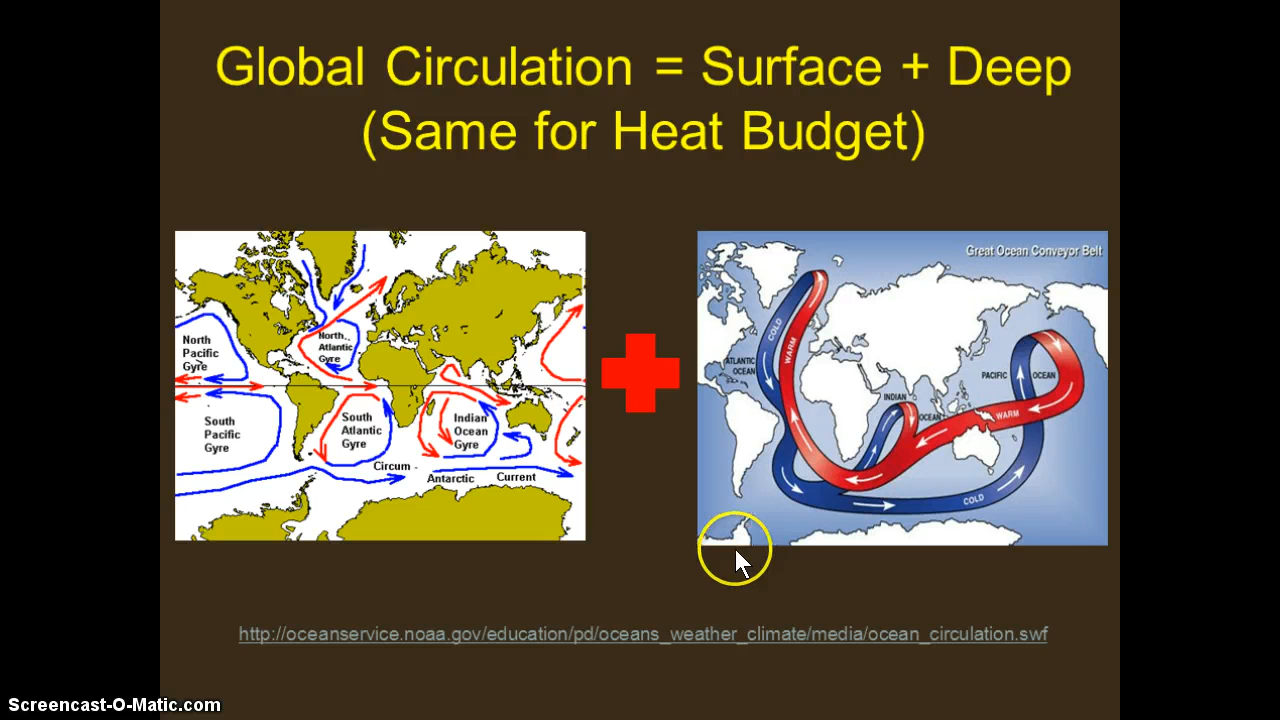 Global Circulation = Surface + Deep
(Same for Heat Budget)
North
Pacific
Gyre
North
Atlantic
Gyre
South
Pacific
Gyre
South
Atlantic
Gyre
Indian
Ocean
Gyre
Circum
Antarctic
Current
Great Ocean Conveyor Belt
COLD
WARM
ATLANTIC
OCEAN
PACIFIC
OCEAN
INDIAN
OCEAN
WARM
COLD
http://oceanservice.noaa.gov/education/pd/oceans_weather_climate/media/ocean_circulation.swf
Screencast-O-Matic.com